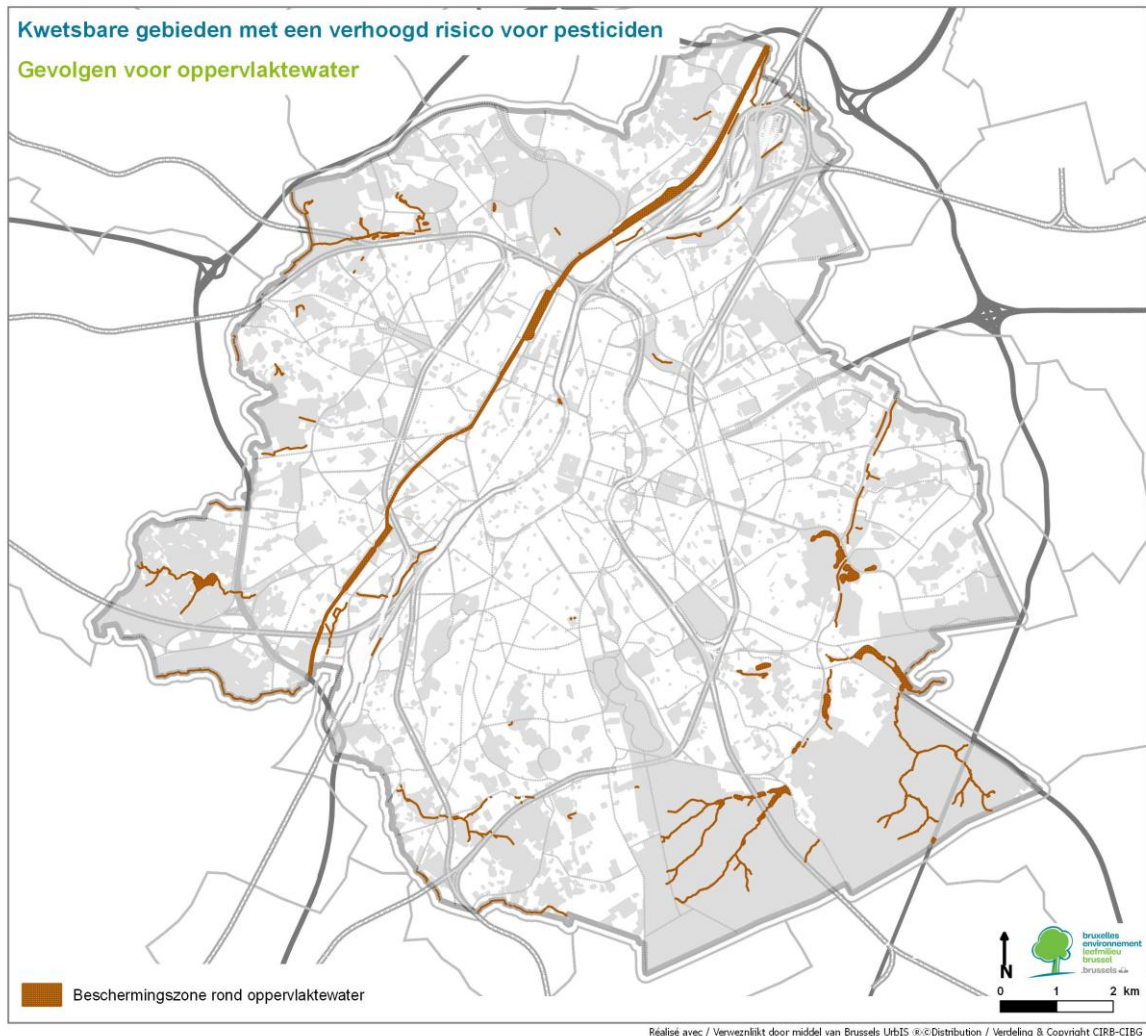 Kwetsbare gebieden met een verhoogd risico voor pesticiden
Gevolgen voor oppervlaktewater
Beschermingszone rond oppervlaktewater
N
bruxelles
environnement
leefmilieu
brussel
.brussels
0 1 2 km
Réalisé avec / Verweznlijkt door middel van Brussels UrbIS ®©Distribution / Verdeling & Copyright CIRB-CIBG